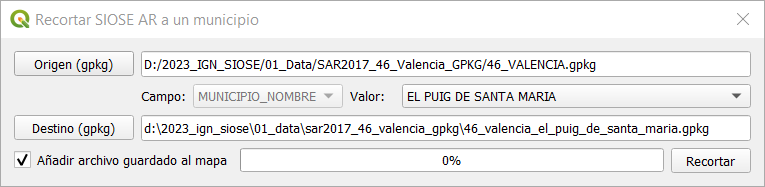 Recortar SIOSE AR a un municipio
Origen (gpkg) D:/2023_IGN_SIOSE/01_Data/SAR2017_46_Valencia_GPKG/46_VALENCIA.gpkg
Campo: MUNICIPIO_NOMBRE Valor: EL PUIG DE SANTA MARIA
Destino (gpkg) d:\2023_ign_siose\01_data\sar2017_46_valencia_gpkg\46_valencia_el_puig_de_santa_maria.gpkg
Añadir archivo guardado al mapa 0% Recortar